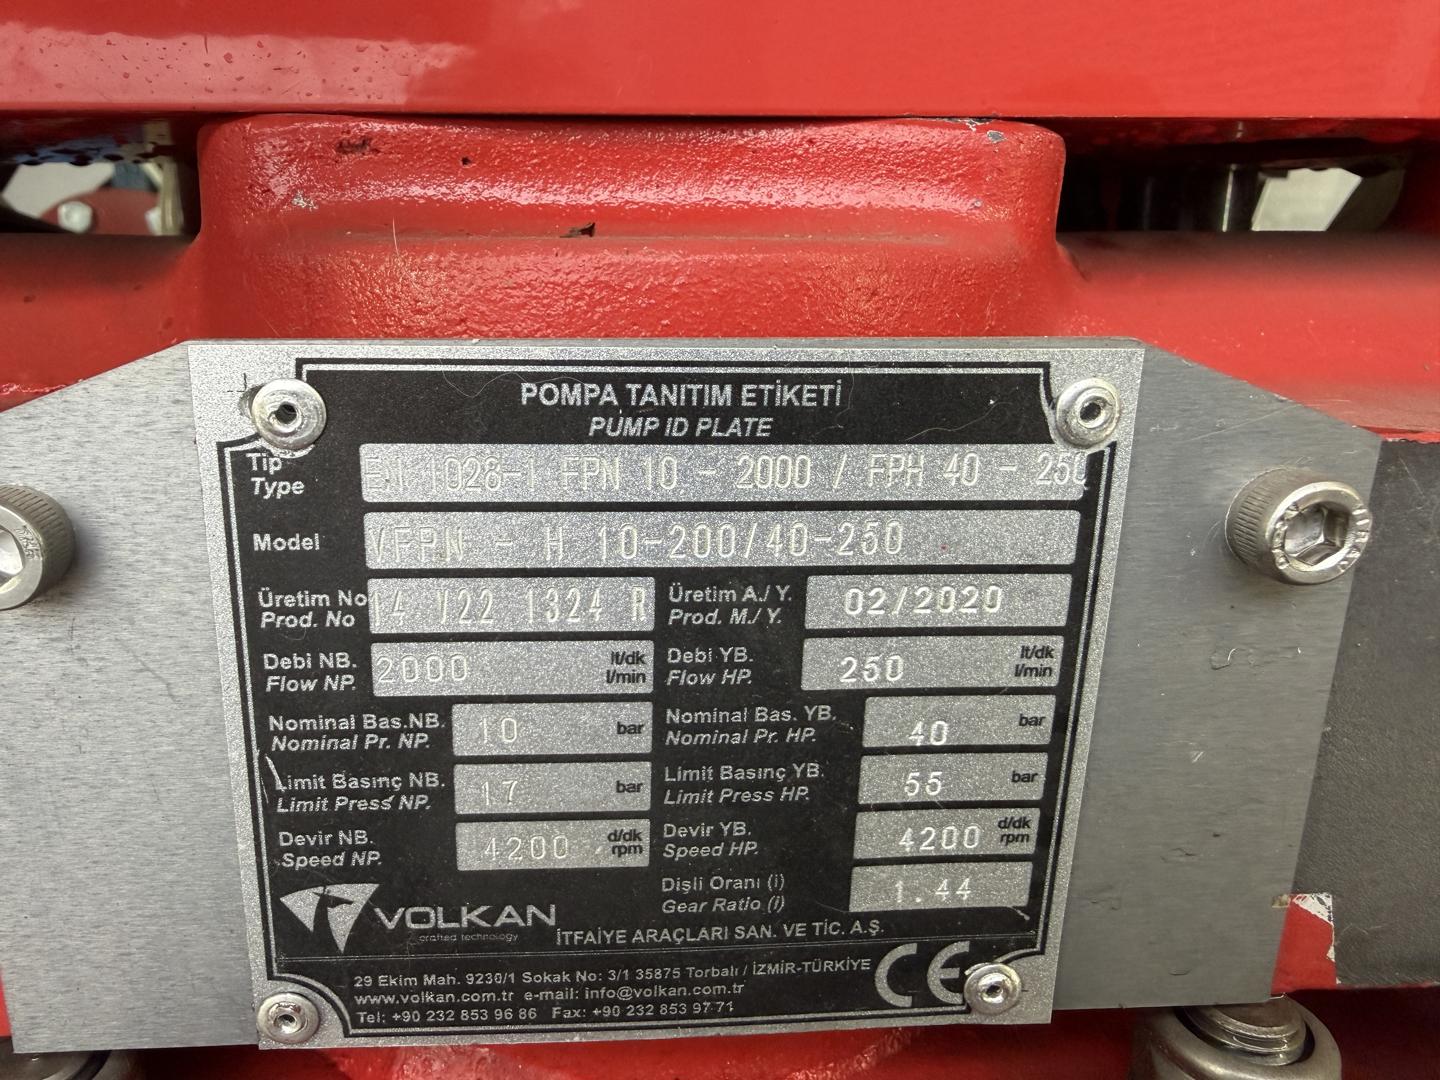 POMPA TANITIM ETİKETİ
PUMP ID PLATE
Tip
Type
EN 1028-1 FPN 10 - 2000 / FPH 40 - 250
Model
VFPN - H 10-200/40-250
Üretim No
Prod. No
14 V22 1324 R
Üretim A./ Y.
Prod. M./ Y.
02/2020
Debi NB.
Flow NP.
2000
lt/dk
l/min
Debi YB.
Flow HP.
250
lt/dk
l/min
Nominal Bas.NB.
Nominal Pr. NP.
10 bar
Nominal Bas. YB.
Nominal Pr. HP.
40 bar
Limit Basınç NB.
Limit Press NP.
17 bar
Limit Basınç YB.
Limit Press HP.
55 bar
Devir NB.
Speed NP.
4200
d/dk
rpm
Devir YB.
Speed HP.
4200
d/dk
rpm
Dişli Oranı (i)
Gear Ratio (i)
1.44
VOLKAN
crafted technology
İTFAİYE ARAÇLARI SAN. VE TİC. A.Ş.
29 Ekim Mah. 9230/1 Sokak No: 3/1 35875 Torbalı / İZMİR-TÜRKİYE
www.volkan.com.tr e-mail: info@volkan.com.tr
Tel: +90 232 853 96 86 Fax: +90 232 853 97 71
CE